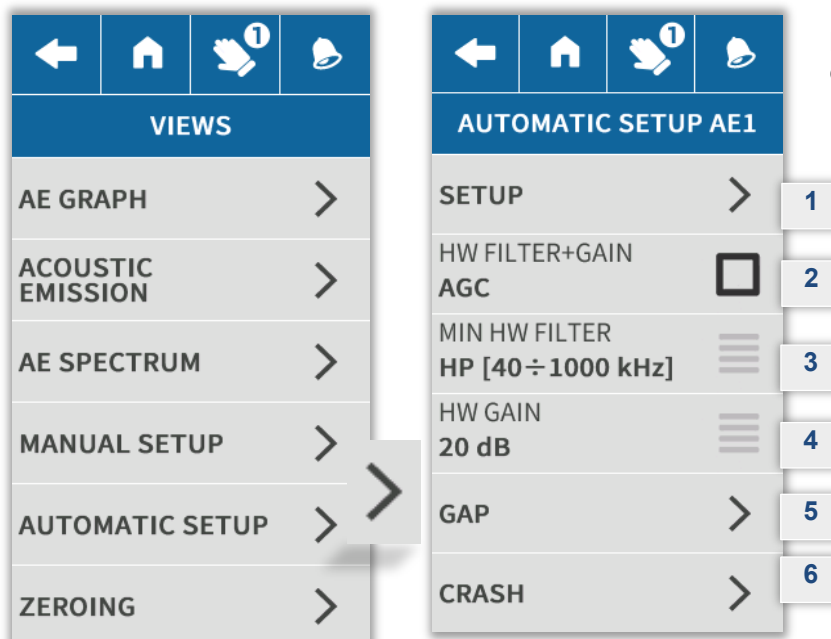 1
VIEWS
AE GRAPH
ACOUSTIC
EMISSION
AE SPECTRUM
MANUAL SETUP
AUTOMATIC SETUP
ZEROING
1
AUTOMATIC SETUP AE1
SETUP
1
HW FILTER+GAIN
AGC
2
MIN HW FILTER
HP [40÷1000 kHz]
3
HW GAIN
20 dB
4
GAP
5
CRASH
6